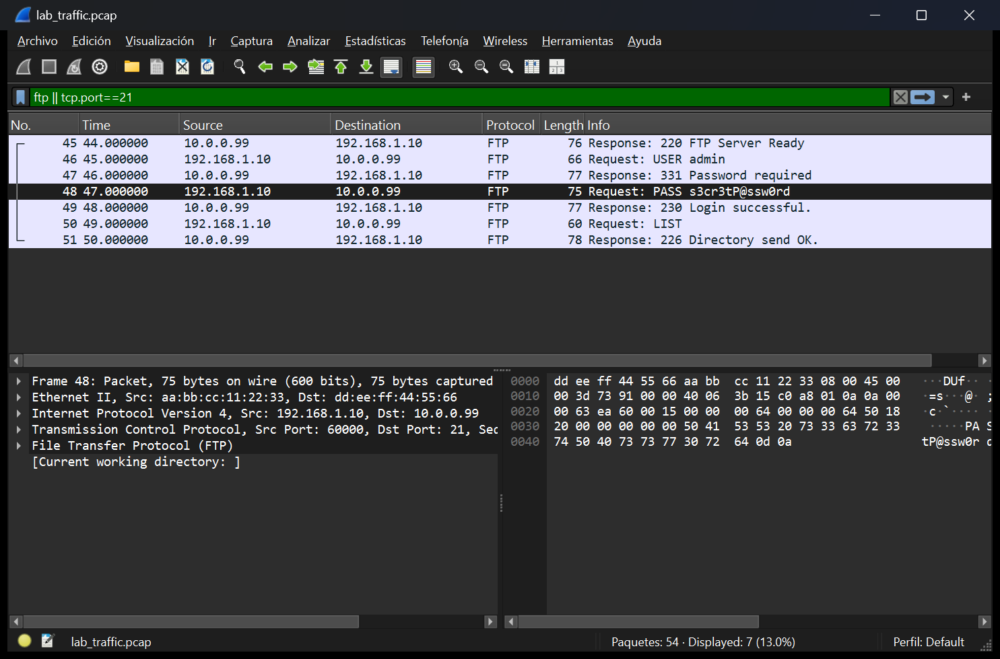 lab_traffic.pcap
Archivo Edición Visualización Ir Captura Analizar Estadísticas Telefonía Wireless Herramientas Ayuda
ftp || tcp.port==21
No. Time Source Destination Protocol Length Info
45 44.000000 10.0.0.99 192.168.1.10 FTP 76 Response: 220 FTP Server Ready
46 45.000000 192.168.1.10 10.0.0.99 FTP 66 Request: USER admin
47 46.000000 10.0.0.99 192.168.1.10 FTP 77 Response: 331 Password required
48 47.000000 192.168.1.10 10.0.0.99 FTP 75 Request: PASS s3cr3tP@ssw0rd
49 48.000000 10.0.0.99 192.168.1.10 FTP 77 Response: 230 Login successful.
50 49.000000 192.168.1.10 10.0.0.99 FTP 60 Request: LIST
51 50.000000 10.0.0.99 192.168.1.10 FTP 78 Response: 226 Directory send OK.
Frame 48: Packet, 75 bytes on wire (600 bits), 75 bytes captured
Ethernet II, Src: aa:bb:cc:11:22:33, Dst: dd:ee:ff:44:55:66
Internet Protocol Version 4, Src: 192.168.1.10, Dst: 10.0.0.99
Transmission Control Protocol, Src Port: 60000, Dst Port: 21, Sec
File Transfer Protocol (FTP)
[Current working directory: ]
0000 dd ee ff 44 55 66 aa bb cc 11 22 33 08 00 45 00 ···DUf·· ·
0010 00 3d 73 91 00 00 40 06 3b 15 c0 a8 01 0a 0a 00 ·=s···@· ;
0020 00 63 ea 60 00 15 00 00 00 64 00 00 00 64 50 18 ·c·`···· ·
0030 20 00 00 00 00 00 50 41 53 53 20 73 33 63 72 33 ·····PA S
0040 74 50 40 73 73 77 30 72 64 0d 0a tP@ssw0r d
lab_traffic.pcap Paquetes: 54 · Displayed: 7 (13.0%) Perfil: Default